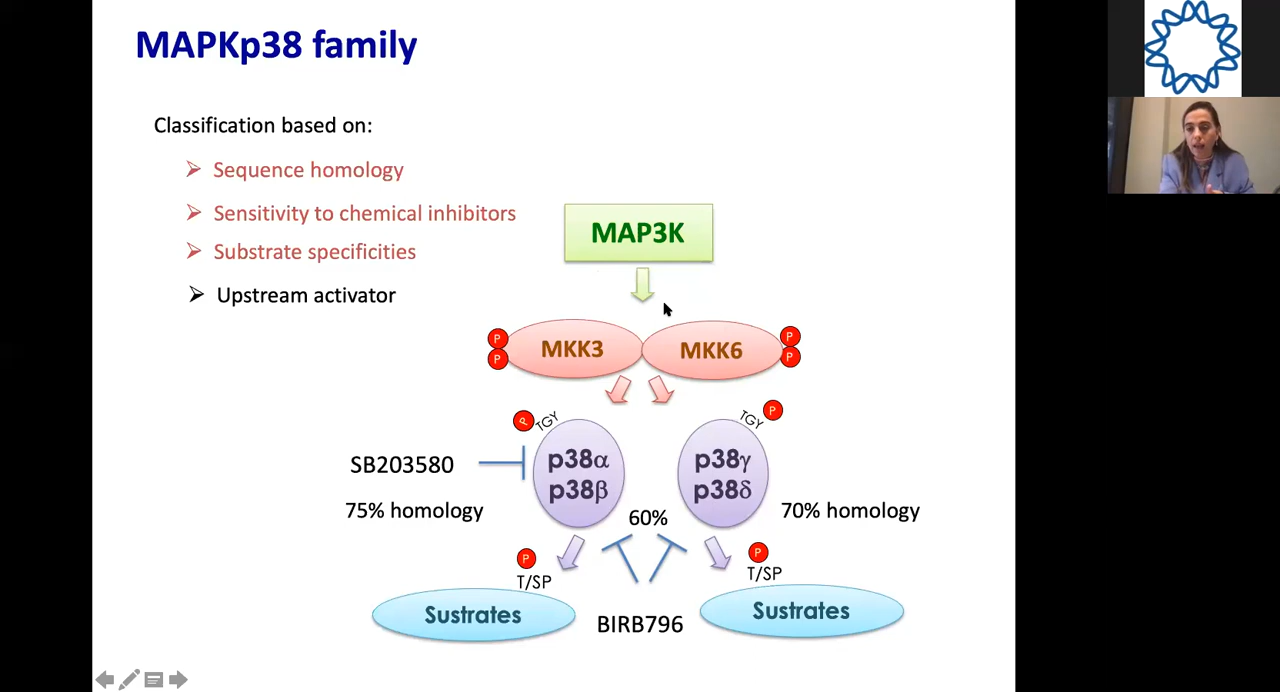 MAPKp38 family
Classification based on:
Sequence homology
Sensitivity to chemical inhibitors
Substrate specificities
Upstream activator
MAP3K
P
P
MKK3
MKK6
P
P
P
TGY
TGY
P
SB203580
p38α
p38β
p38γ
p38δ
75% homology
60%
70% homology
P
T/SP
P
T/SP
Sustrates
BIRB796
Sustrates